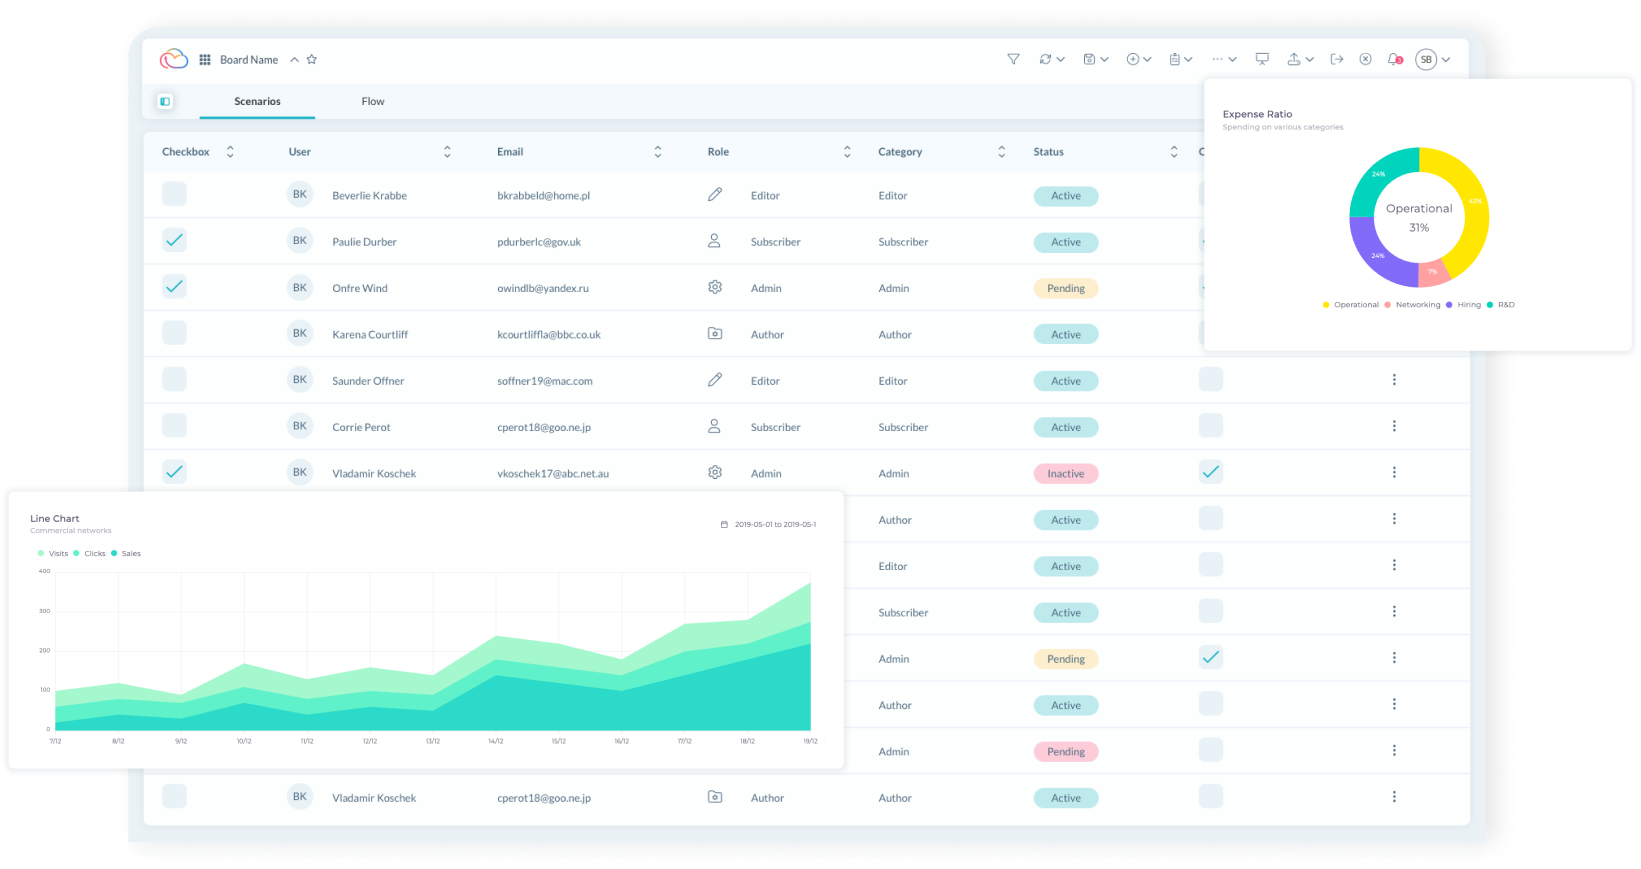 Board Name
SB
Scenarios Flow
Checkbox User Email Role Category Status C
BK Beverlie Krabbe bkrabbeld@home.pl Editor Editor Active
BK Paulie Durber pdurberlc@gov.uk Subscriber Subscriber Active
BK Onfre Wind owindlb@yandex.ru Admin Admin Pending
BK Karena Courtliff kcourtliffla@bbc.co.uk Author Author Active
BK Saunder Offner soffner19@mac.com Editor Editor Active
BK Corrie Perot cperot18@goo.ne.jp Subscriber Subscriber Active
BK Vladamir Koschek vkoschek17@abc.net.au Admin Admin Inactive
Author Active
Editor Active
Subscriber Active
Admin Pending
Author Active
Admin Pending
BK Vladamir Koschek cperot18@goo.ne.jp Author Author Active
Expense Ratio
Spending on various categories
24%
42%
Operational
31%
24%
7%
Operational Networking Hiring R&D
Line Chart
Commercial networks
2019-05-01 to 2019-05-1
Visits Clicks Sales
400
300
200
100
0
7/12 8/12 9/12 10/12 11/12 12/12 13/12 14/12 15/12 16/12 17/12 18/12 19/12